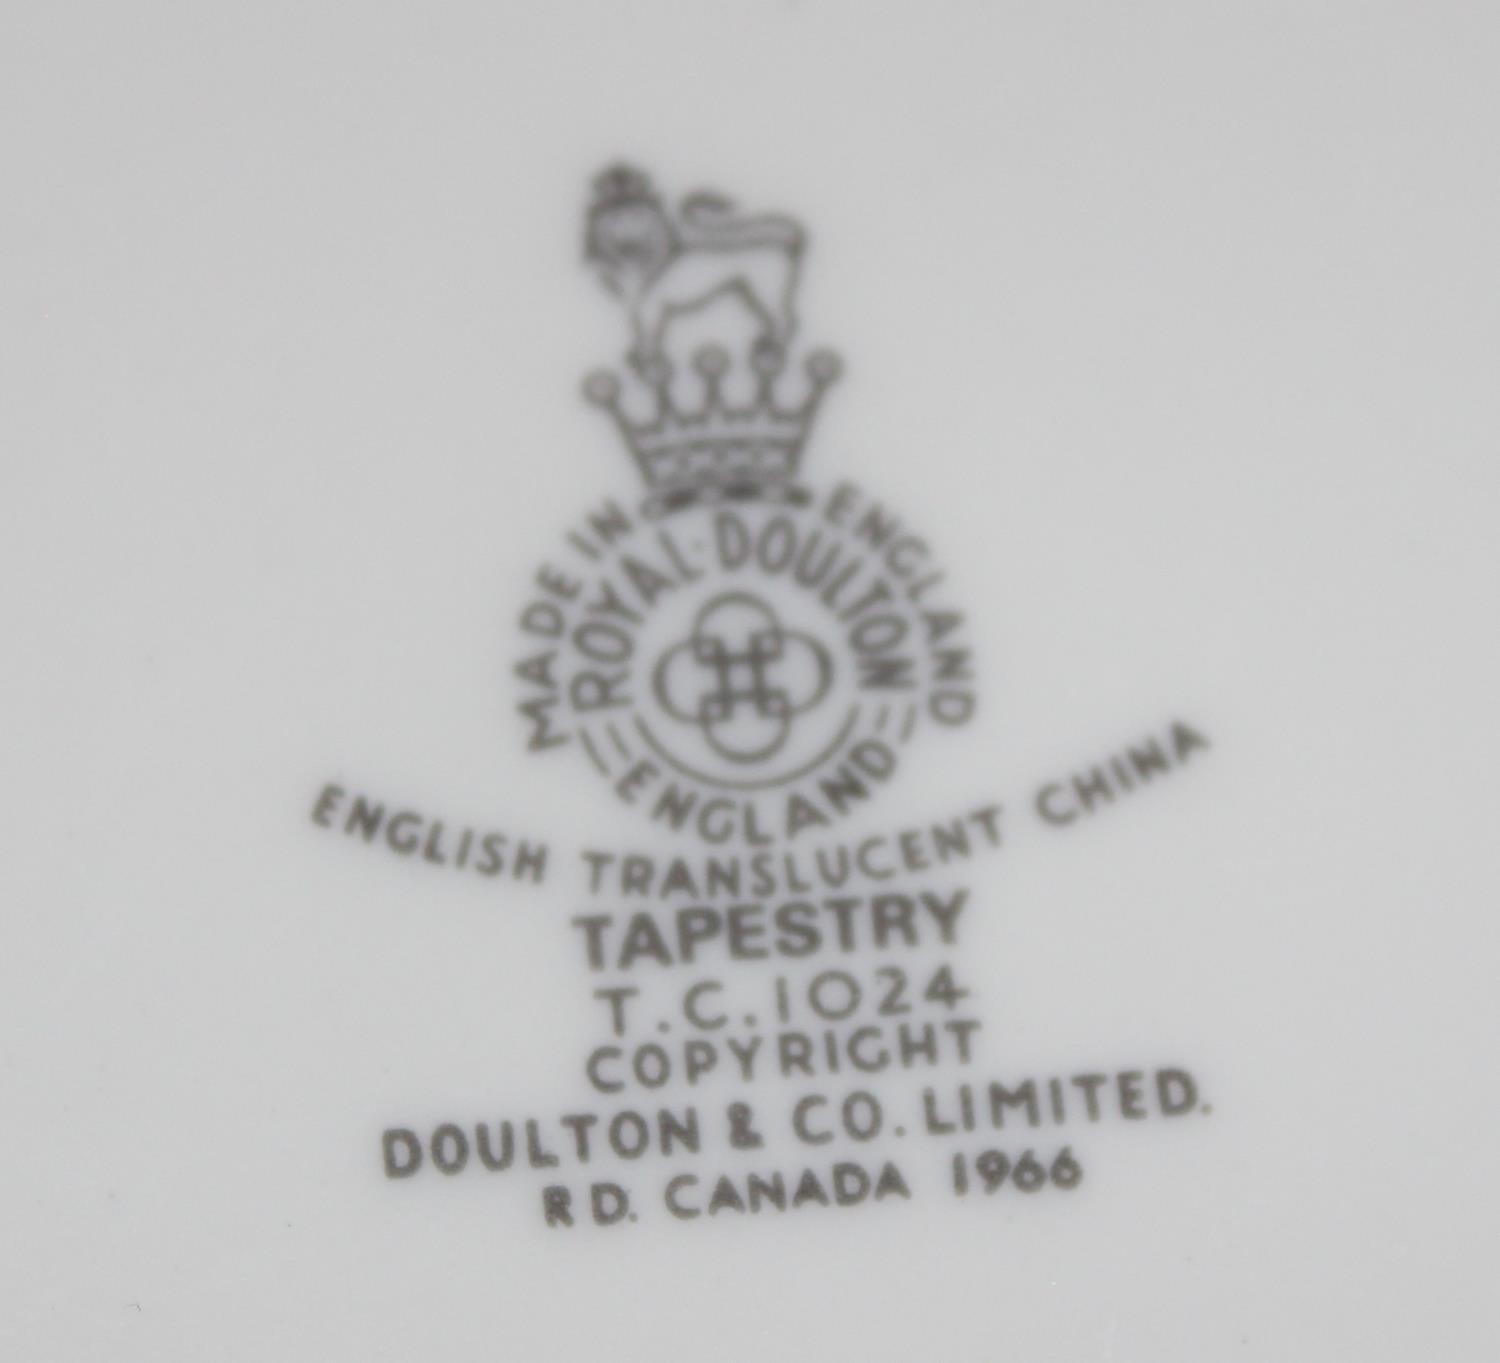 MADE IN ENGLAND
ROYAL·DOULTON
ENGLAND
ENGLISH TRANSLUCENT CHINA
TAPESTRY
T.C.1024
COPYRIGHT
DOULTON & CO. LIMITED.
RD. CANADA 1966